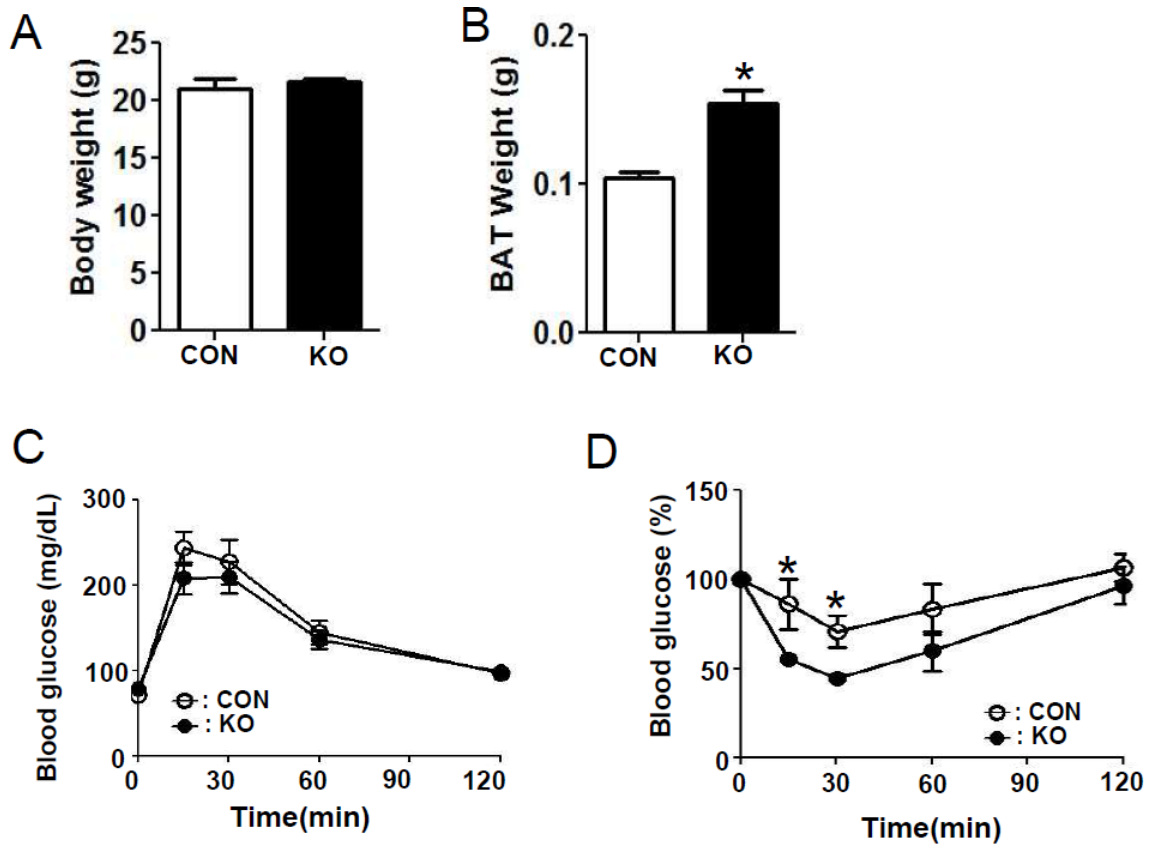 A
Body weight (g)
25
20
15
10
5
0
CON KO
B
BAT Weight (g)
0.2
0.1
0.0
*
CON KO
C
Blood glucose (mg/dL)
300
200
100
0
: CON
: KO
0 30 60 90 120
Time(min)
D
Blood glucose (%)
150
100
50
0
* *
: CON
: KO
0 30 60 90 120
Time(min)